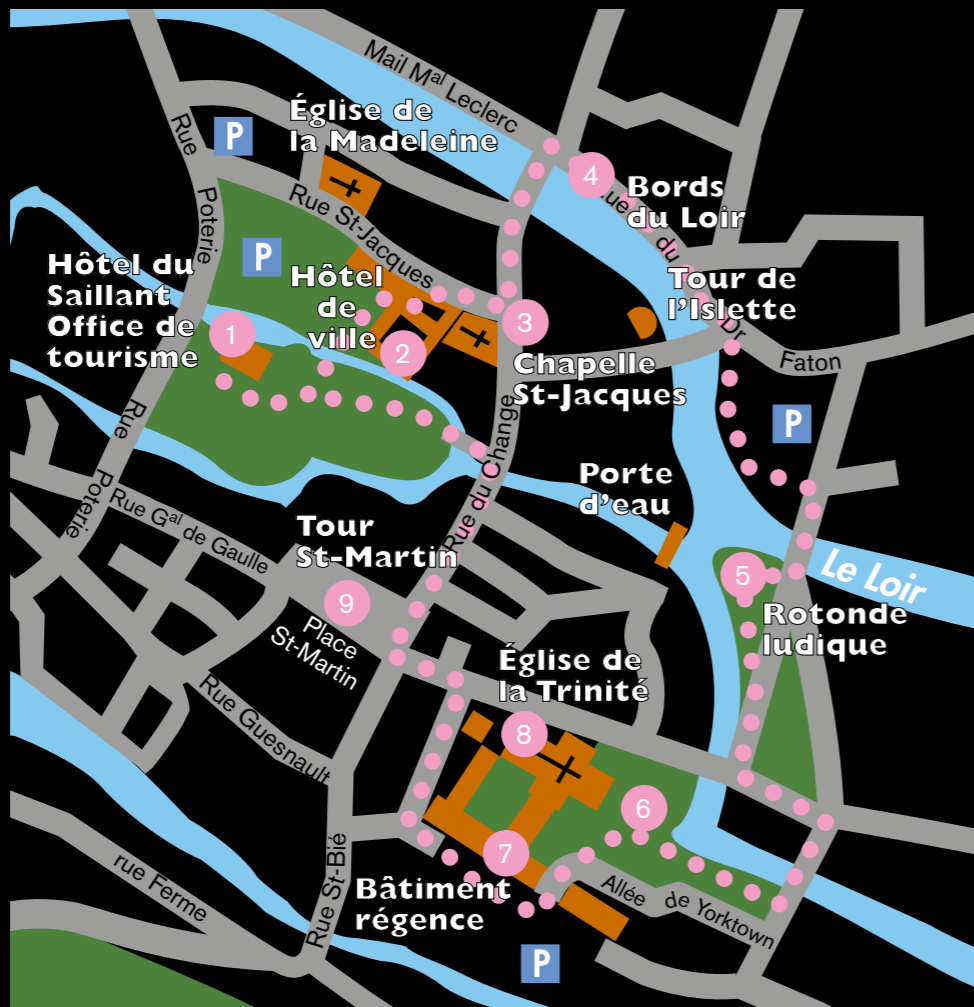 Mail Mal Leclerc
Église de
la Madeleine
P
Rue
Poterie
Rue St-Jacques
4
Bords
du Loir
Rue du Dr Faton
P
Hôtel du
Saillant
Office de
tourisme
1
Hôtel
de
ville
2
3
Tour de
l’Islette
Chapelle
St-Jacques
P
Rue
Poterie
Rue du Change
Porte
d’eau
Rue Gal de Gaulle
Tour
St-Martin
9
Place
St-Martin
5
Le Loir
Rotonde
ludique
Église de
la Trinité
8
Rue Guesnault
6
7
Bâtiment
régence
Allée de Yorktown
rue Ferme
Rue St-Bié
P